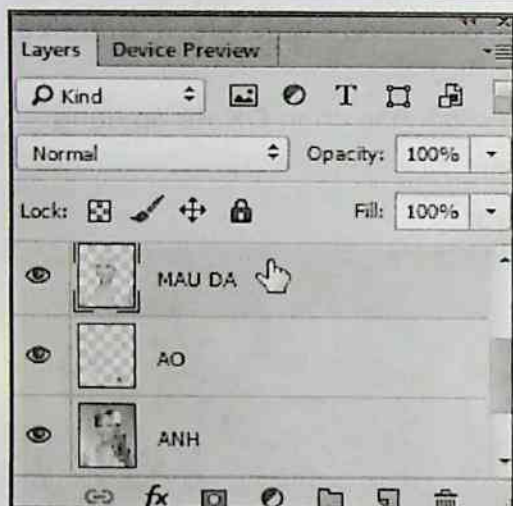 Layers Device Preview
Kind T
Normal Opacity: 100%
Lock: Fill: 100%
MAU DA
AO
ANH
fx